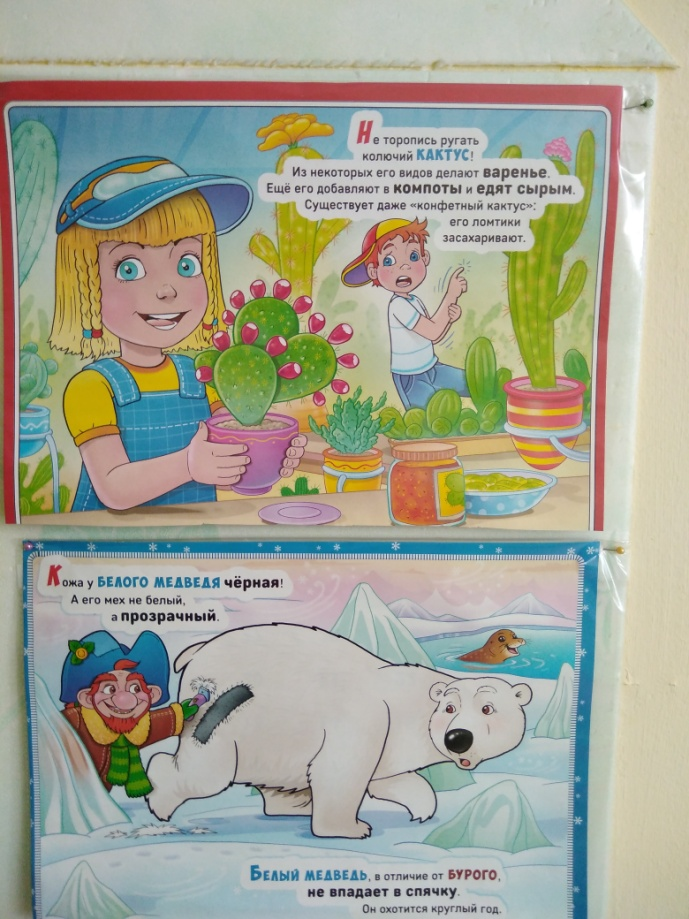 Не торопись ругать
колючий КАКТУС!
Из некоторых его видов делают варенье.
Ещё его добавляют в компоты и едят сырым.
Существует даже «конфетный кактус»:
его ломтики
засахаривают.
Кожа у БЕЛОГО МЕДВЕДЯ чёрная!
А его мех не белый,
а прозрачный.
БЕЛЫЙ МЕДВЕДЬ, в отличие от БУРОГО,
не впадает в спячку.
Он охотится круглый год.